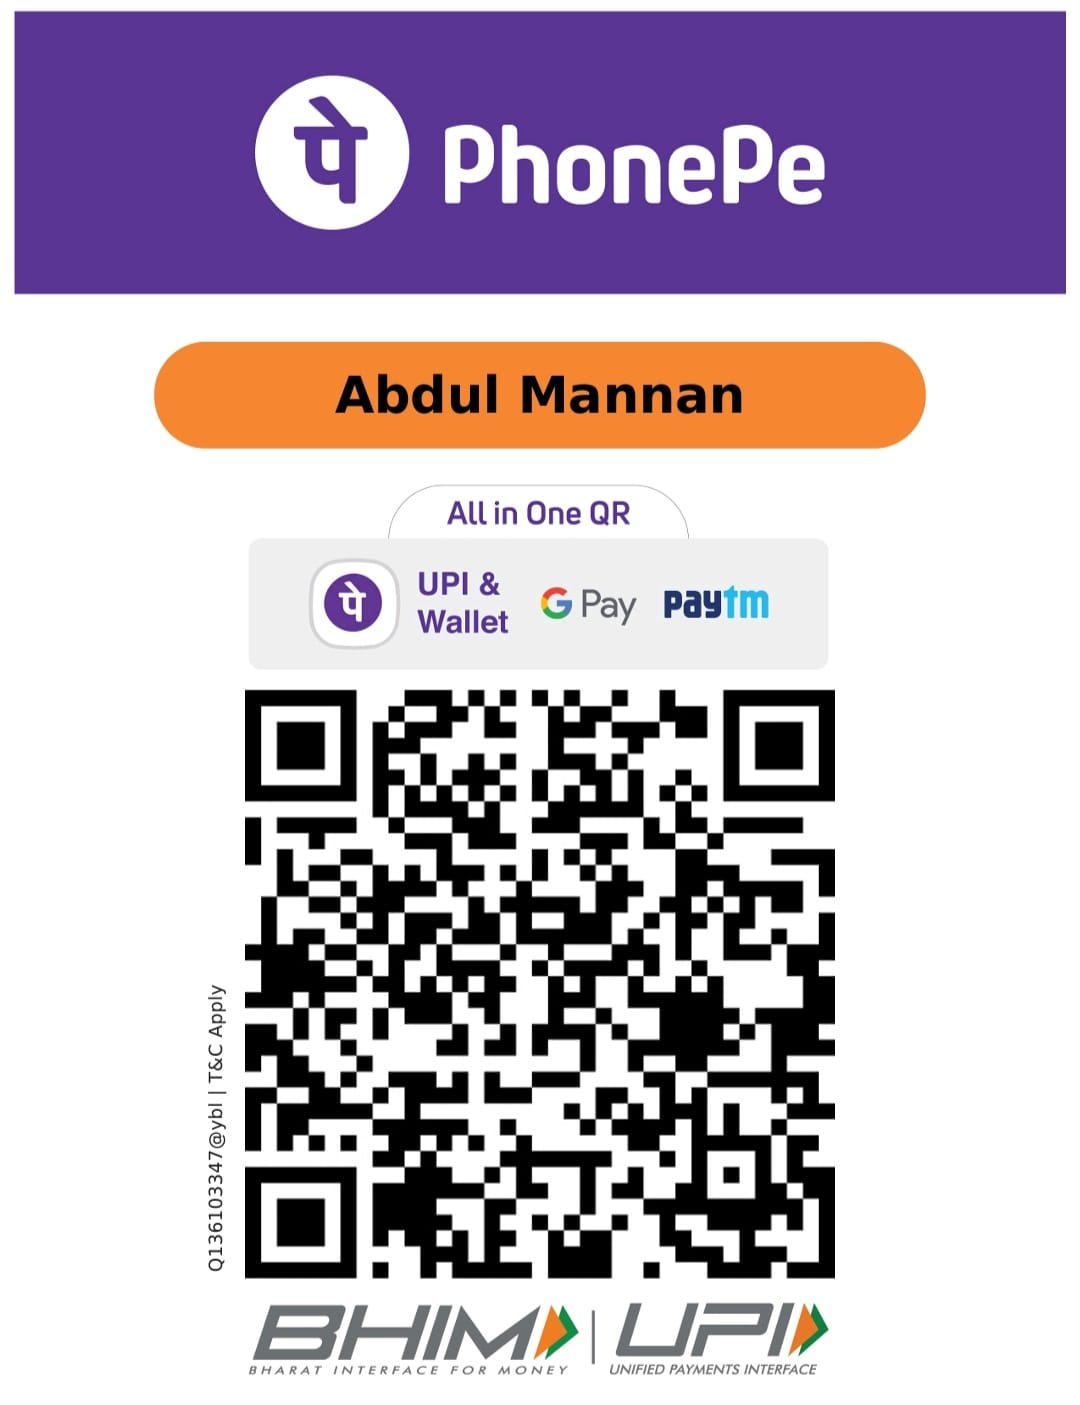 पे PhonePe
Abdul Mannan
All in One QR
पे UPI & Wallet G Pay paytm
Q136103347@ybl | T&C Apply
BHIM | UPI
BHARAT INTERFACE FOR MONEY UNIFIED PAYMENTS INTERFACE